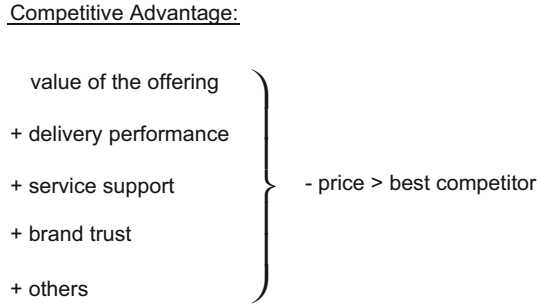 Competitive Advantage:
value of the offering
+ delivery performance
+ service support
- price > best competitor
+ brand trust
+ others